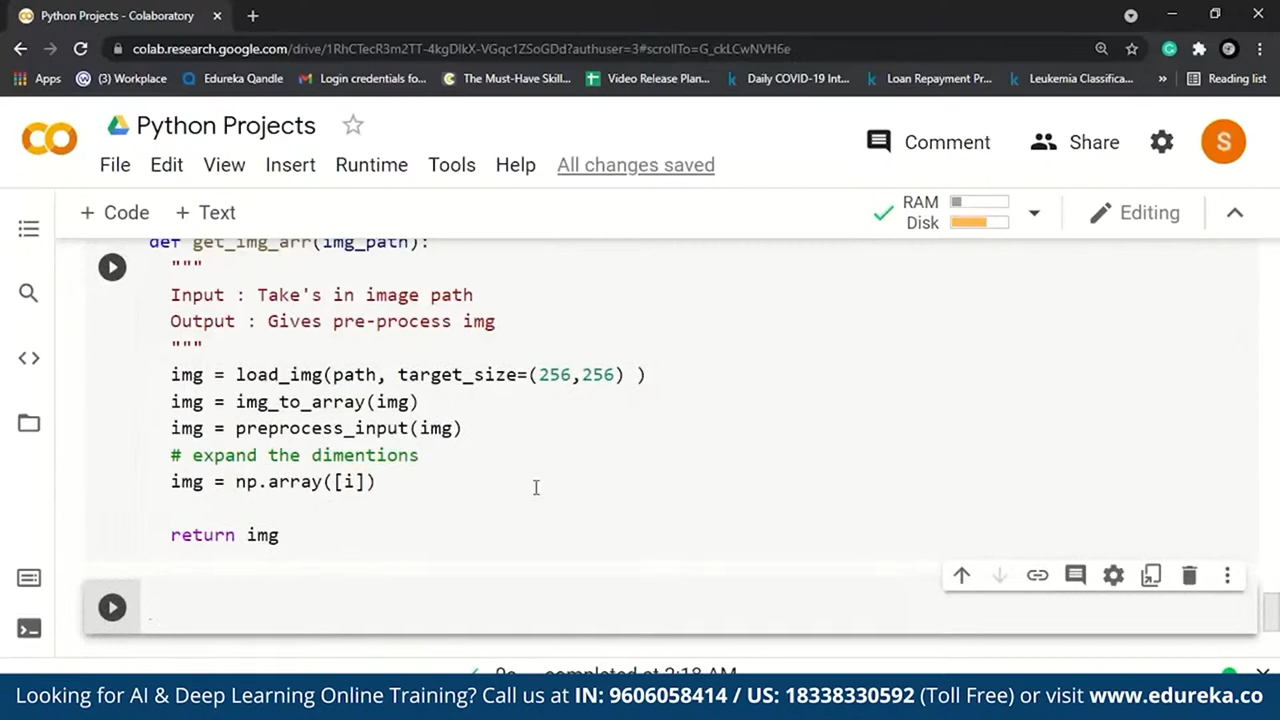 Python Projects - Colaboratory
colab.research.google.com/drive/1RhCTecR3m2TT-4kgDlkX-VGqc1ZSoGDd?authuser=3#scrollTo=G_ckLCwNVH6e
Apps (3) Workplace Edureka Qandle Login credentials fo... The Must-Have Skill... Video Release Plan... Daily COVID-19 Int... Loan Repayment Pr... Leukemia Classifica... » Reading list
Python Projects
Comment Share S
File Edit View Insert Runtime Tools Help All changes saved
+ Code + Text RAM Disk Editing
def get_img_arr(img_path):
"""
Input : Take's in image path
Output : Gives pre-process img
"""
img = load_img(path, target_size=(256,256) )
img = img_to_array(img)
img = preprocess_input(img)
# expand the dimentions
img = np.array([i])
return img
0s completed at 2:18 AM
Looking for AI & Deep Learning Online Training? Call us at IN: 9606058414 / US: 18338330592 (Toll Free) or visit www.edureka.co